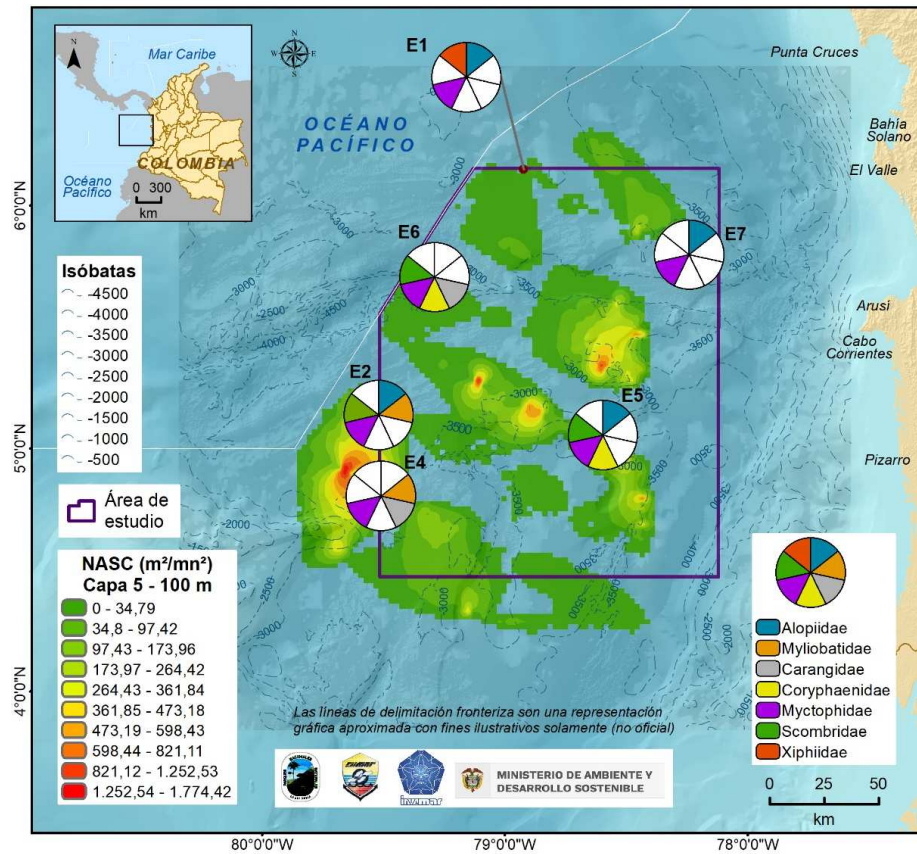 Mar Caribe
N
COLOMBIA
Océano
Pacífico
0 300
km
N
W E
S
OCÉANO
PACÍFICO
E1
E6
E7
E2
E5
E4
Punta Cruces
Bahía
Solano
El Valle
Arusi
Cabo
Corrientes
Pizarro
6°0'0"N
5°0'0"N
4°0'0"N
Isóbatas
-4500
-4000
-3500
-3000
-2500
-2000
-1500
-1000
-500
Área de
estudio
NASC (m²/mn²)
Capa 5 - 100 m
0 - 34,79
34,8 - 97,42
97,43 - 173,96
173,97 - 264,42
264,43 - 361,84
361,85 - 473,18
473,19 - 598,43
598,44 - 821,11
821,12 - 1.252,53
1.252,54 - 1.774,42
Alopiidae
Myliobatidae
Carangidae
Coryphaenidae
Myctophidae
Scombridae
Xiphiidae
0 25 50
km
Las líneas de delimitación fronteriza son una representación
gráfica aproximada con fines ilustrativos solamente (no oficial)
invemar
MINISTERIO DE AMBIENTE Y
DESARROLLO SOSTENIBLE
80°0'0"W 79°0'0"W 78°0'0"W